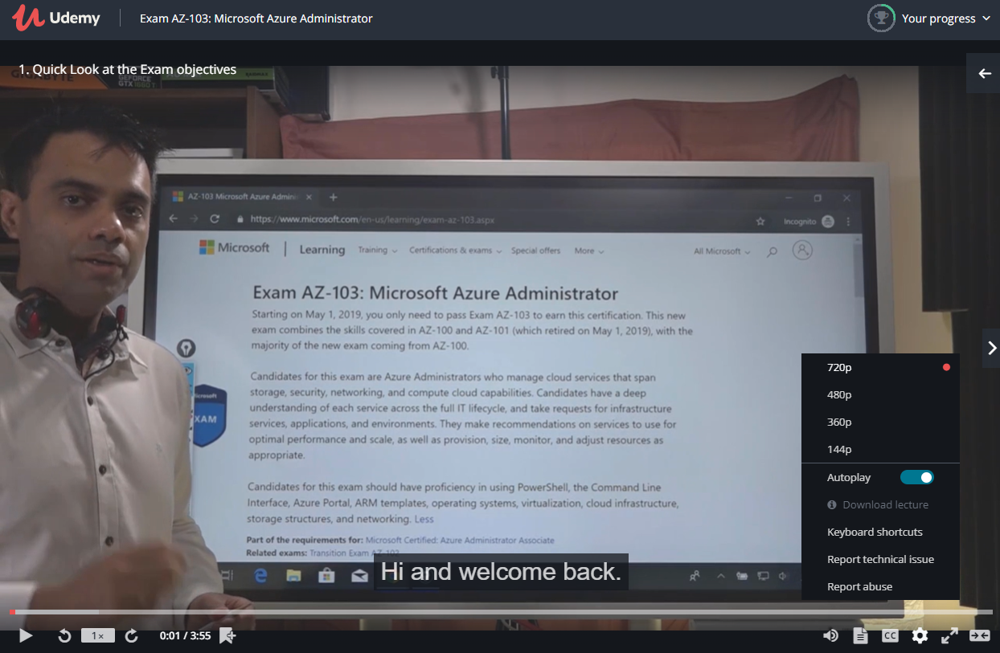 Udemy
Exam AZ-103: Microsoft Azure Administrator
Your progress
1. Quick Look at the Exam objectives
GIGABYTE
GEFORCE
AZ-103 Microsoft Azure Admini
https://www.microsoft.com/en-us/learning/exam-az-103.aspx
Incognito
Microsoft
Learning
Training
Certifications & exams
Special offers
More
All Microsoft
Exam AZ-103: Microsoft Azure Administrator
Starting on May 1, 2019, you only need to pass Exam AZ-103 to earn this certification. This new
exam combines the skills covered in AZ-100 and AZ-101 (which retired on May 1, 2019), with the
majority of the new exam coming from AZ-100.
Candidates for this exam are Azure Administrators who manage cloud services that span
storage, security, networking, and compute cloud capabilities. Candidates have a deep
understanding of each service across the full IT lifecycle, and take requests for infrastructure
services, applications, and environments. They make recommendations on services to use for
optimal performance and scale, as well as provision, size, monitor, and adjust resources as
appropriate.
Candidates for this exam should have proficiency in using PowerShell, the Command Line
Interface, Azure Portal, ARM templates, operating systems, virtualization, cloud infrastructure,
storage structures, and networking. Less
Part of the requirements for: Microsoft Certified: Azure Administrator Associate
Related exams: Transition Exam AZ-102
icrosoft
XAM
Hi and welcome back.
720p
480p
360p
144p
Autoplay
Download lecture
Keyboard shortcuts
Report technical issue
Report abuse
1×
0:01 / 3:55
CC